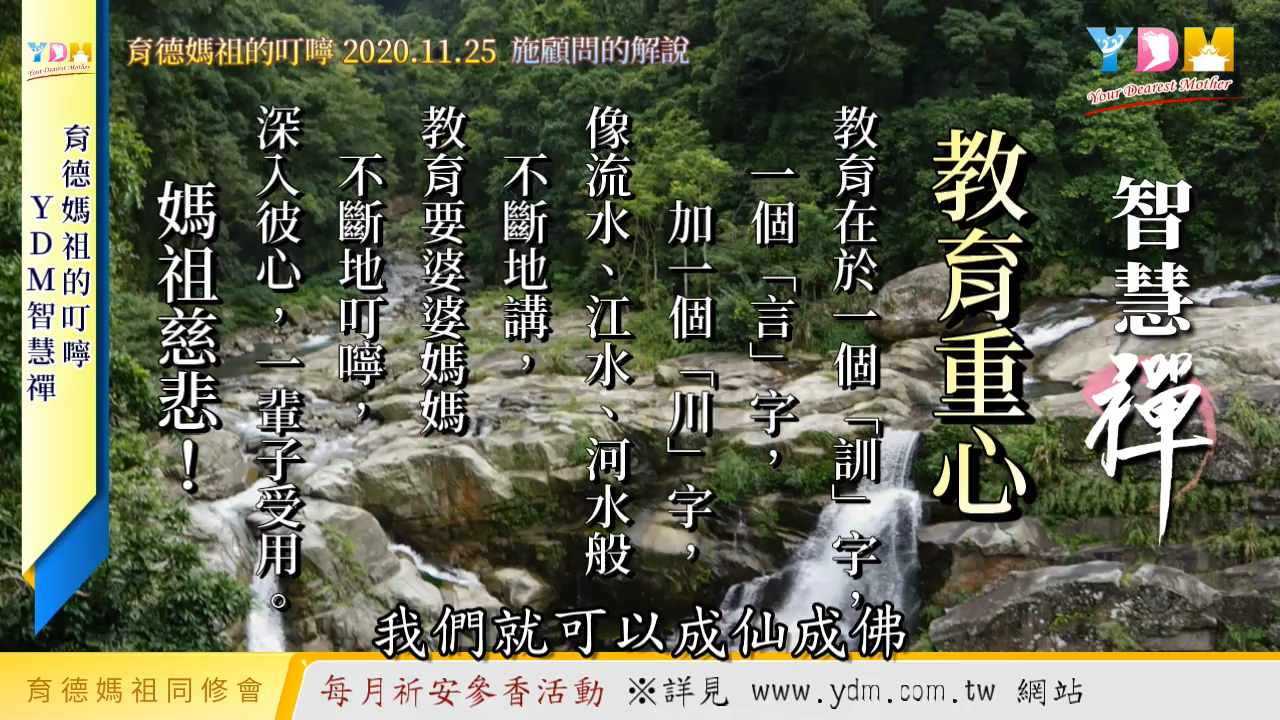 育德媽祖的叮嚀 2020.11.25 施顧問的解說
YDM
Your Dearest Mother
YDM
Your Dearest Mother
育德媽祖的叮嚀
YDM智慧禪
智慧禪
教育重心
教育在於一個「訓」字，
一個「言」字，
加一個「川」字，
像流水、江水、河水般
不斷地講，
教育要婆婆媽媽
不斷地叮嚀，
深入彼心，一輩子受用。
媽祖慈悲！
我們就可以成仙成佛
育德媽祖同修會
每月祈安參香活動 ※詳見 www.ydm.com.tw 網站